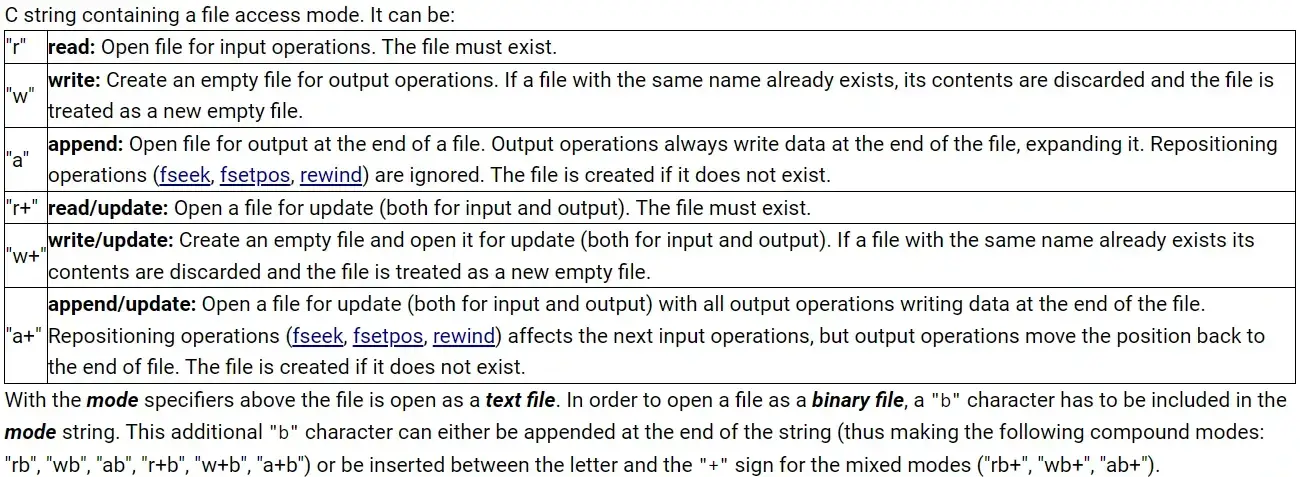 C string containing a file access mode. It can be:
"r" read: Open file for input operations. The file must exist.
"w" write: Create an empty file for output operations. If a file with the same name already exists, its contents are discarded and the file is
treated as a new empty file.
"a" append: Open file for output at the end of a file. Output operations always write data at the end of the file, expanding it. Repositioning
operations (fseek, fsetpos, rewind) are ignored. The file is created if it does not exist.
"r+" read/update: Open a file for update (both for input and output). The file must exist.
"w+" write/update: Create an empty file and open it for update (both for input and output). If a file with the same name already exists its
contents are discarded and the file is treated as a new empty file.
append/update: Open a file for update (both for input and output) with all output operations writing data at the end of the file.
"a+" Repositioning operations (fseek, fsetpos, rewind) affects the next input operations, but output operations move the position back to
the end of file. The file is created if it does not exist.
With the mode specifiers above the file is open as a text file. In order to open a file as a binary file, a "b" character has to be included in the
mode string. This additional "b" character can either be appended at the end of the string (thus making the following compound modes:
"rb", "wb", "ab", "r+b", "w+b", "a+b") or be inserted between the letter and the "+" sign for the mixed modes ("rb+", "wb+", "ab+").